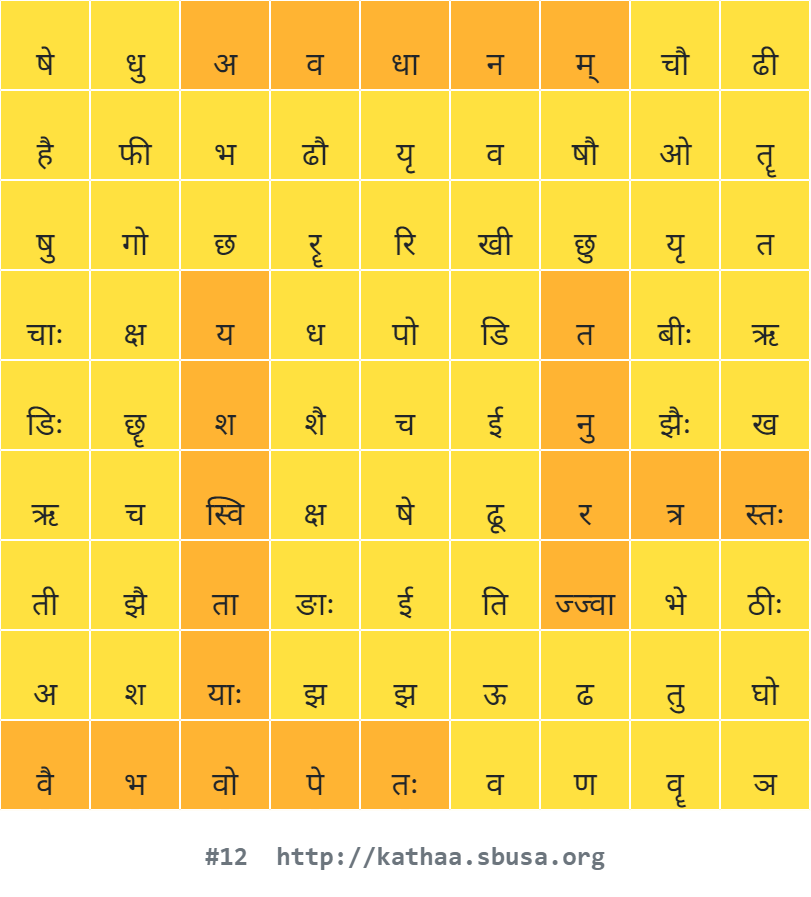 षे धु अ व धा न म् चौ ढी
है फी भ ढौ यृ व षौ ओ तॄ
षु गो छ रॄ रि खी छु यृ त
चाः क्ष य ध पो डि त बीः ऋ
डिः छॄ श शै च ई नु झैः ख
ऋ च स्वि क्ष षे ढू र त्र स्तः
ती झै ता ङाः ई ति ज्ज्वा भे ठीः
अ श याः झ झ ऊ ढ तु घो
वै भ वो पे तः व ण वॄ ञ
#12 http://kathaa.sbusa.org